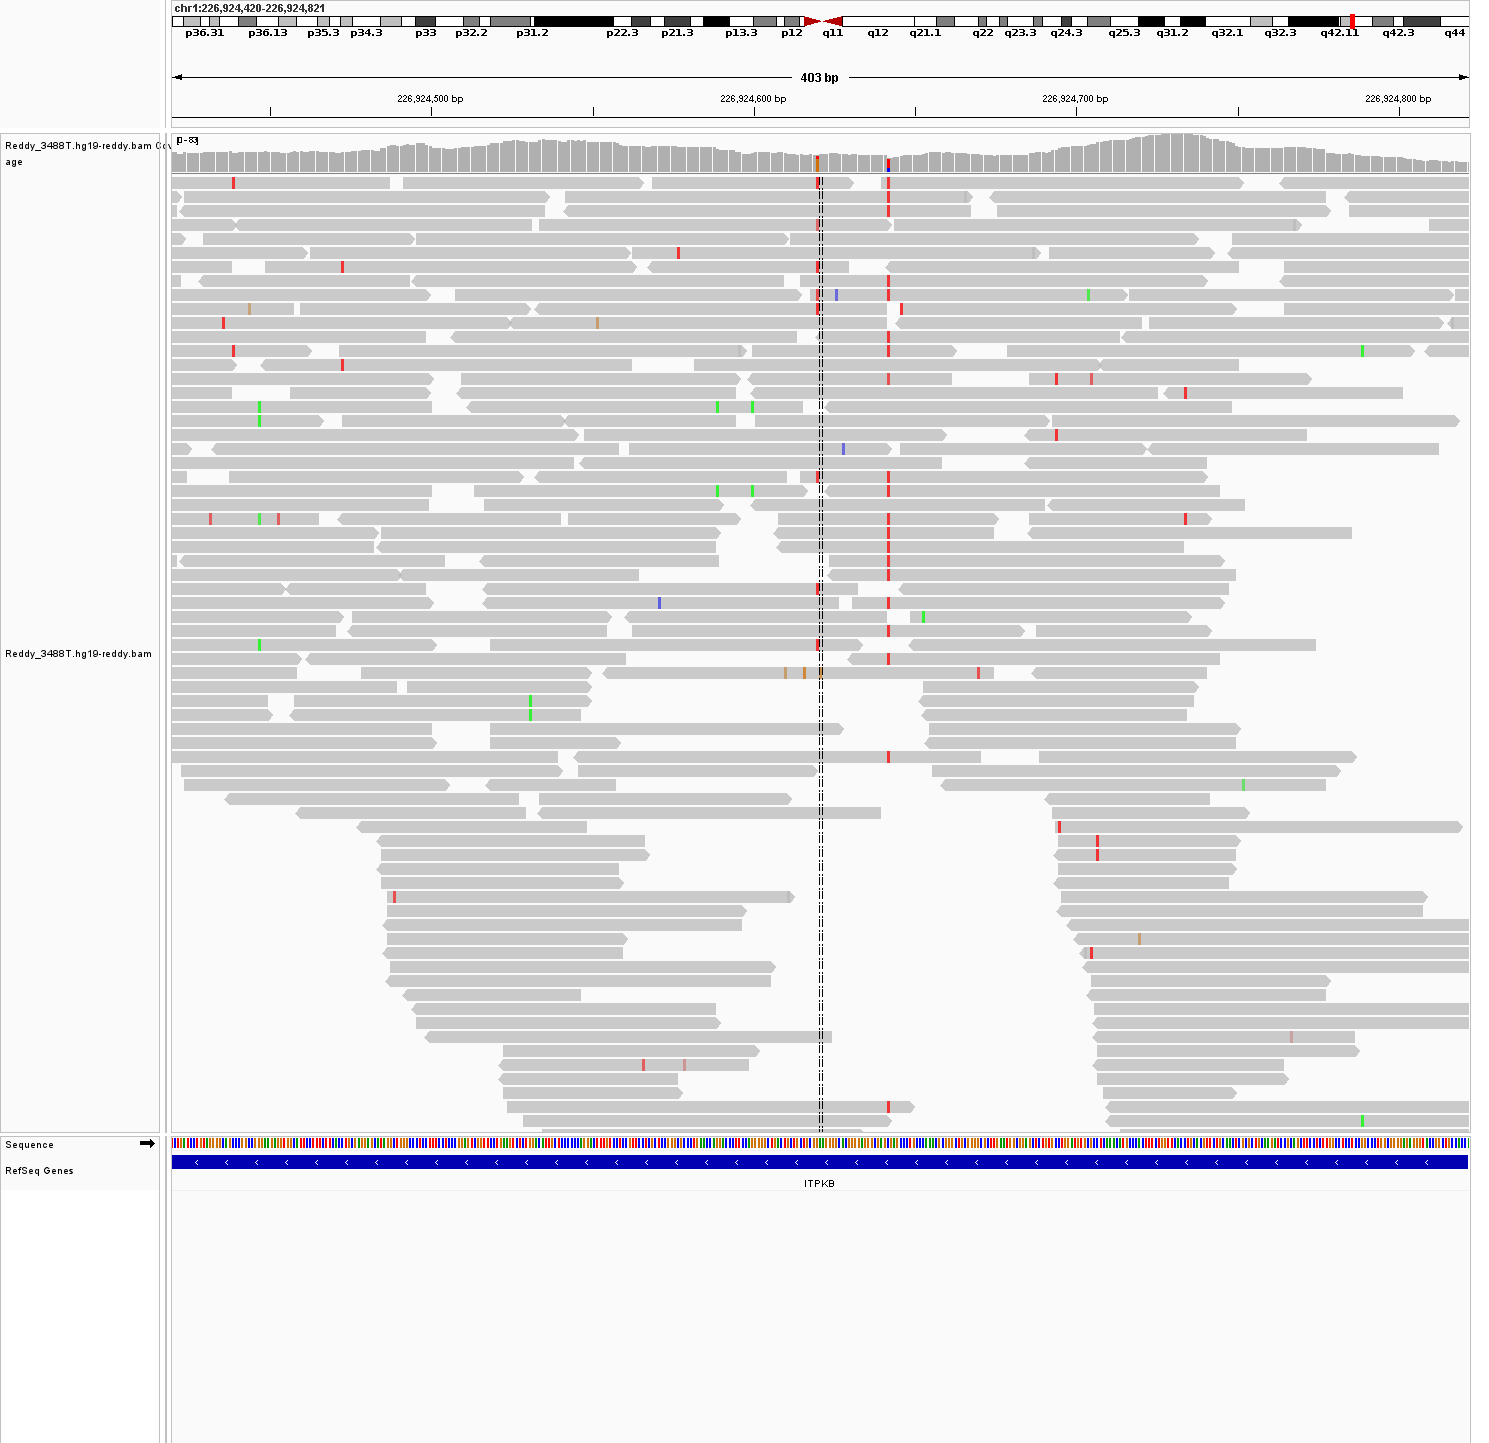 chr1:226,924,420-226,924,821
p36.31 p36.13 p35.3 p34.3 p33 p32.2 p31.2 p22.3 p21.3 p13.3 p12 q11 q12 q21.1 q22 q23.3 q24.3 q25.3 q31.2 q32.1 q32.3 q42.11 q42.3 q44
403 bp
226,924,500 bp 226,924,600 bp 226,924,700 bp 226,924,800 bp
[0 - 83]
Reddy_3488T.hg19-reddy.bam Cov
age
Reddy_3488T.hg19-reddy.bam
Sequence
RefSeq Genes
ITPKB